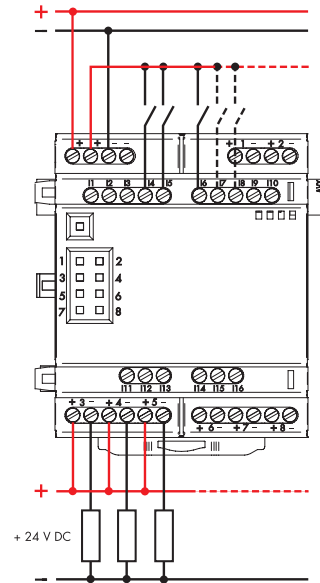 +
–
+ + – –
+ 1 – + 2 –
I1 I2 I3 I4 I5 I6 I7 I8 I9 I10
1 2
3 4
5 6
7 8
I11 I12 I13 I14 I15 I16
+ 3 – + 4 – + 5 – + 6 – + 7 – + 8 –
+
+ 24 V DC
–